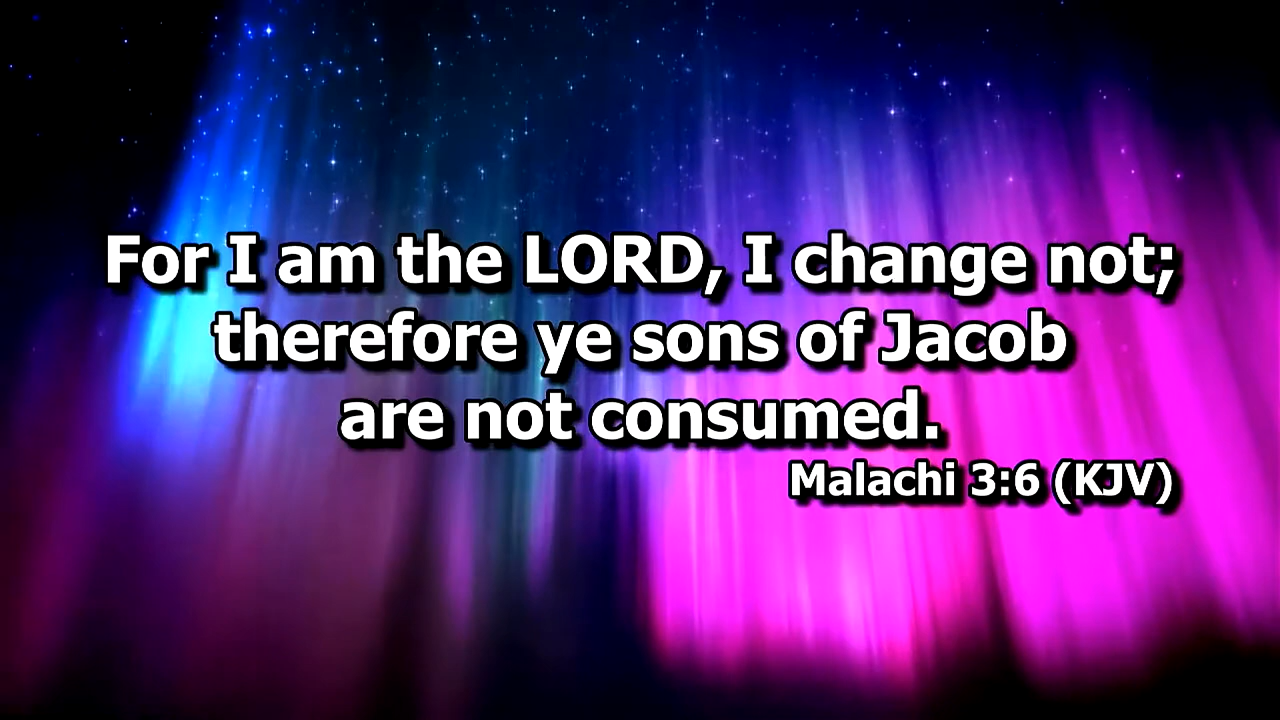 For I am the LORD, I change not;
therefore ye sons of Jacob
are not consumed.
Malachi 3:6 (KJV)